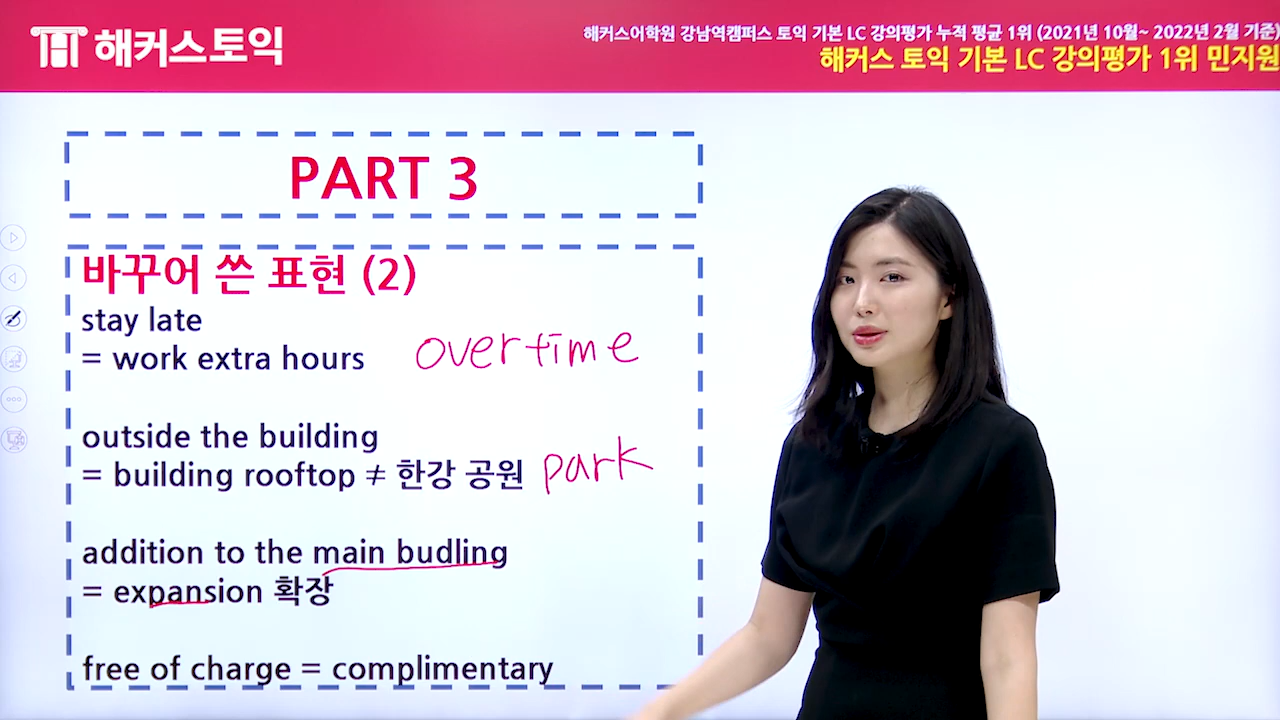 해커스토익
해커스어학원 강남역캠퍼스 토익 기본 LC 강의평가 누적 평균 1위 (2021년 10월~ 2022년 2월 기준)
해커스 토익 기본 LC 강의평가 1위 민지원
PART 3
바꾸어 쓴 표현 (2)
stay late
= work extra hours overtime
outside the building
= building rooftop ≠ 한강 공원 park
addition to the main budling
= expansion 확장
free of charge = complimentary